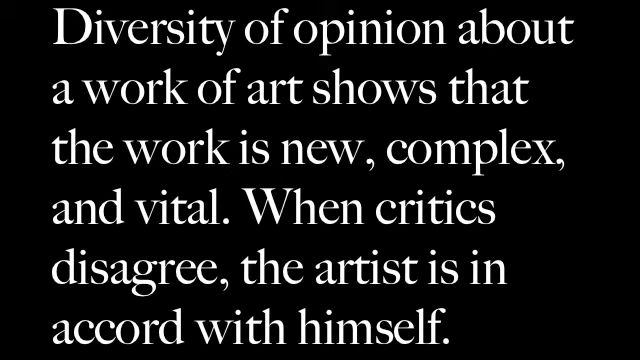 Diversity of opinion about
a work of art shows that
the work is new, complex,
and vital. When critics
disagree, the artist is in
accord with himself.